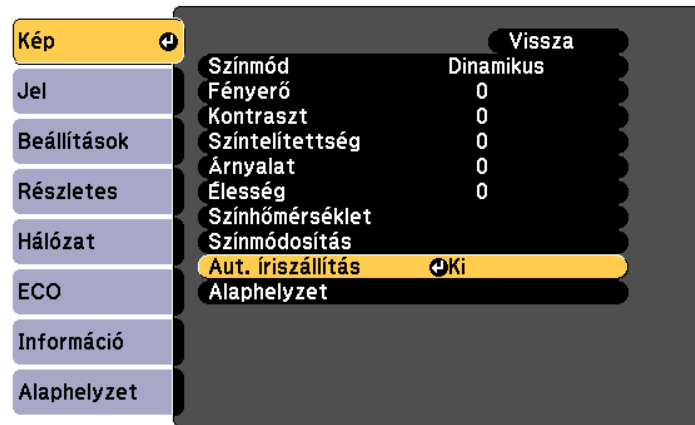 Kép
Jel
Beállítások
Részletes
Hálózat
ECO
Információ
Alaphelyzet
Vissza
Színmód Dinamikus
Fényerő 0
Kontraszt 0
Színtelítettség 0
Árnyalat 0
Élesség 0
Színhőmérséklet
Színmódosítás
Aut. íriszállítás Ki
Alaphelyzet